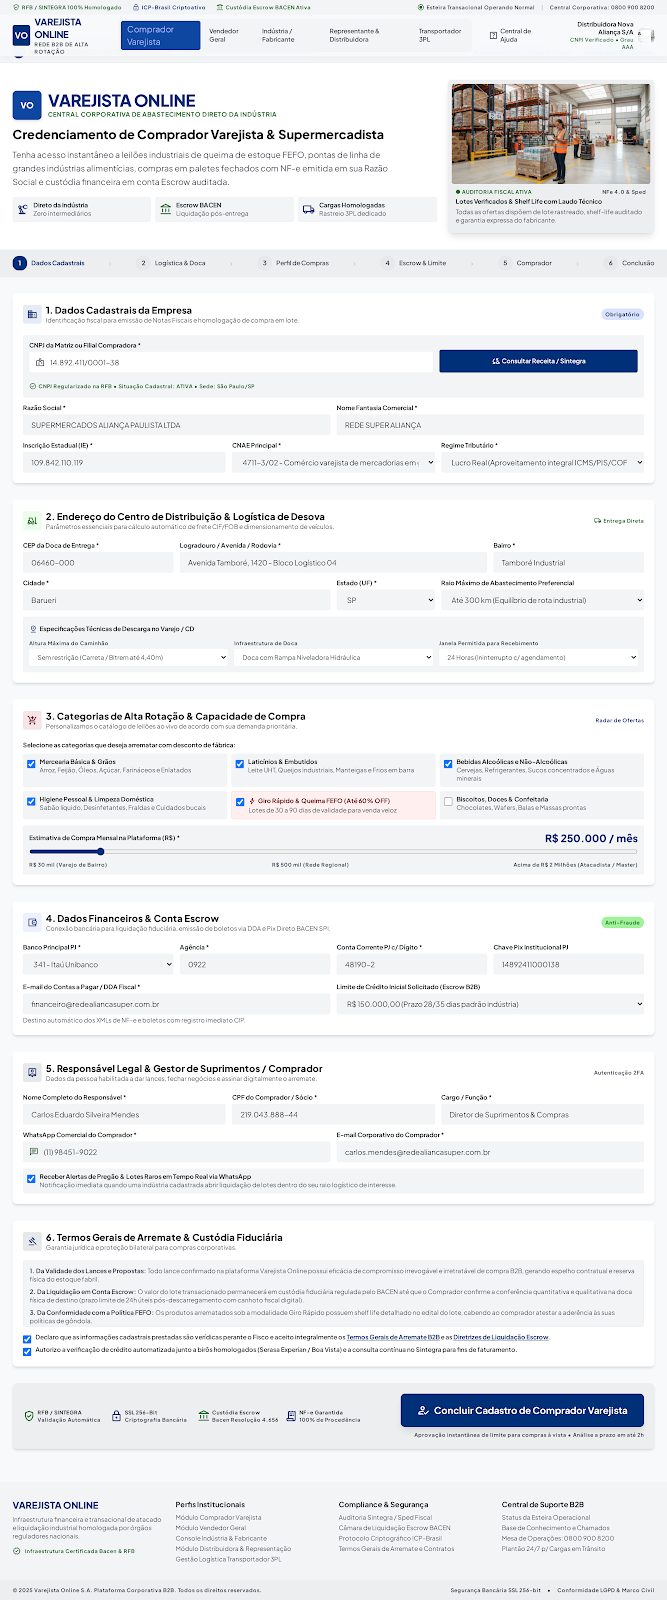 RFB / SINTEGRA 100% Homologado
ICP-Brasil Criptoativo
Custódia Escrow BACEN Ativa
Esteira Transacional Operando Normal
Central Corporativa: 0800 900 8200
VO
VAREJISTA ONLINE
REDE B2B DE ALTA ROTAÇÃO
Comprador Varejista
Vendedor Geral
Indústria / Fabricante
Representante & Distribuidora
Transportador 3PL
Central de Ajuda
Distribuidora Nova Aliança S/A
CNPJ Verificado • Grau AAA
VO
VAREJISTA ONLINE
CENTRAL CORPORATIVA DE ABASTECIMENTO DIRETO DA INDÚSTRIA
Credenciamento de Comprador Varejista & Supermercadista
Tenha acesso instantâneo a leilões industriais de queima de estoque FEFO, pontas de linha de
grandes indústrias alimentícias, compras em paletes fechados com NF-e emitida em sua Razão
Social e custódia financeira em conta Escrow auditada.
Direto da Indústria
Zero intermediários
Escrow BACEN
Liquidação pós-entrega
Cargas Homologadas
Rastreio 3PL dedicado
AUDITORIA FISCAL ATIVA
NFe 4.0 & Sped
Lotes Verificados & Shelf Life com Laudo Técnico
Todas as ofertas dispõem de lote rastreado, shelf-life auditado
e garantia expressa do fabricante.
1 Dados Cadastrais
2 Logística & Doca
3 Perfil de Compras
4 Escrow & Limite
5 Comprador
6 Conclusão
1. Dados Cadastrais da Empresa
Identificação fiscal para emissão de Notas Fiscais e homologação de compra em lote.
Obrigatório
CNPJ da Matriz ou Filial Compradora *
14.892.411/0001-38
Consultar Receita / Sintegra
CNPJ Regularizado na RFB • Situação Cadastral: ATIVA • Sede: São Paulo/SP
Razão Social *
Nome Fantasia Comercial *
SUPERMERCADOS ALIANÇA PAULISTA LTDA
REDE SUPER ALIANÇA
Inscrição Estadual (IE) *
CNAE Principal *
Regime Tributário *
109.842.110.119
4711-3/02 - Comércio varejista de mercadorias em
Lucro Real (Aproveitamento integral ICMS/PIS/COF
2. Endereço do Centro de Distribuição & Logística de Desova
Parâmetros essenciais para cálculo automático de frete CIF/FOB e dimensionamento de veículos.
Entrega Direta
CEP da Doca de Entrega *
Logradouro / Avenida / Rodovia *
Bairro *
06460-000
Avenida Tamboré, 1420 - Bloco Logístico 04
Tamboré Industrial
Cidade *
Estado (UF) *
Raio Máximo de Abastecimento Preferencial
Barueri
SP
Até 300 km (Equilíbrio de rota industrial)
Especificações Técnicas de Descarga no Varejo / CD
Altura Máxima do Caminhão
Infraestrutura de Doca
Janela Permitida para Recebimento
Sem restrição (Carreta / Bitrem até 4,40m)
Doca com Rampa Niveladora Hidráulica
24 Horas (Ininterrupto c/ agendamento)
3. Categorias de Alta Rotação & Capacidade de Compra
Personalizamos o catálogo de leilões ao vivo de acordo com sua demanda prioritária.
Radar de Ofertas
Selecione as categorias que deseja arrematar com desconto de fábrica:
Mercearia Básica & Grãos
Arroz, Feijão, Óleos, Açúcar, Farináceos e Enlatados
Laticínios & Embutidos
Leite UHT, Queijos industriais, Manteigas e Frios em barra
Bebidas Alcoólicas e Não-Alcoólicas
Cervejas, Refrigerantes, Sucos concentrados e Águas
minerais
Higiene Pessoal & Limpeza Doméstica
Sabão líquido, Desinfetantes, Fraldas e Cuidados bucais
Giro Rápido & Queima FEFO (Até 60% OFF)
Lotes de 30 a 90 dias de validade para venda veloz
Biscoitos, Doces & Confeitaria
Chocolates, Wafers, Balas e Massas prontas
Estimativa de Compra Mensal na Plataforma (R$) *
R$ 250.000 / mês
R$ 30 mil (Varejo de Bairro)
R$ 500 mil (Rede Regional)
Acima de R$ 2 Milhões (Atacadista / Master)
4. Dados Financeiros & Conta Escrow
Conexão bancária para liquidação fiduciária, emissão de boletos via DDA e Pix Direto BACEN SPI.
Anti-Fraude
Banco Principal PJ *
Agência *
Conta Corrente PJ c/ Dígito *
Chave Pix Institucional PJ
341 - Itaú Unibanco
0922
48190-2
14892411000138
E-mail do Contas a Pagar / DDA Fiscal *
Limite de Crédito Inicial Solicitado (Escrow B2B)
financeiro@redealiancasuper.com.br
R$ 150.000,00 (Prazo 28/35 dias padrão indústria)
Destino automático dos XMLs de NF-e e boletos com registro imediato CIP.
5. Responsável Legal & Gestor de Suprimentos / Comprador
Dados da pessoa habilitada a dar lances, fechar negócios e assinar digitalmente o arremate.
Autenticação 2FA
Nome Completo do Responsável *
CPF do Comprador / Sócio *
Cargo / Função *
Carlos Eduardo Silveira Mendes
219.043.888-44
Diretor de Suprimentos & Compras
WhatsApp Comercial do Comprador *
E-mail Corporativo do Comprador *
(11) 98451-9022
carlos.mendes@redealiancasuper.com.br
Receber Alertas de Pregão & Lotes Raros em Tempo Real via WhatsApp
Notificação imediata quando uma indústria cadastrada abrir liquidação de lotes dentro do seu raio logístico de interesse.
6. Termos Gerais de Arremate & Custódia Fiduciária
Garantia jurídica e proteção bilateral para compras corporativas.
1. Da Validade dos Lances e Propostas: Todo lance confirmado na plataforma Varejista Online possui eficácia de compromisso irrevogável e irretratável de compra B2B, gerando espelho contratual e reserva
física do estoque fabril.
2. Da Liquidação em Conta Escrow: O valor do lote transacionado permanecerá em custódia fiduciária regulada pelo BACEN até que o Comprador confirme a conferência quantitativa e qualitativa na doca
física de destino (prazo limite de 24h úteis pós-descarregamento com canhoto fiscal digital).
3. Da Conformidade com a Política FEFO: Os produtos arrematados sob a modalidade Giro Rápido possuem shelf life detalhado no edital do lote, cabendo ao comprador atestar a aderência às suas
políticas de gôndola.
Declaro que as informações cadastrais prestadas são verídicas perante o Fisco e aceito integralmente os Termos Gerais de Arremate B2B e as Diretrizes de Liquidação Escrow.
Autorizo a verificação de crédito automatizada junto a birôs homologados (Serasa Experian / Boa Vista) e a consulta contínua no Sintegra para fins de faturamento.
RFB / SINTEGRA
Validação Automática
SSL 256-Bit
Criptografia Bancária
Custódia Escrow
Bacen Resolução 4.656
NF-e Garantida
100% de Procedência
Concluir Cadastro de Comprador Varejista
Aprovação instantânea de limite para compras à vista • Análise a prazo em até 2h
VAREJISTA ONLINE
Infraestrutura financeira e transacional de atacado
e liquidação industrial homologada por órgãos
reguladores nacionais.
Infraestrutura Certificada Bacen & RFB
Perfis Institucionais
Módulo Comprador Varejista
Módulo Vendedor Geral
Console Indústria & Fabricante
Módulo Distribuidora & Representação
Gestão Logística Transportador 3PL
Compliance & Segurança
Auditoria Sintegra / Sped Fiscal
Câmara de Liquidação Escrow BACEN
Protocolo Criptográfico ICP-Brasil
Termos Gerais de Arremate e Contratos
Central de Suporte B2B
Status da Esteira Operacional
Base de Conhecimento e Chamados
Mesa de Operações: 0800 900 8200
Plantão 24/7 p/ Cargas em Trânsito
© 2025 Varejista Online S.A. Plataforma Corporativa B2B. Todos os direitos reservados.
Segurança Bancária SSL 256-bit • Conformidade LGPD & Marco Civil